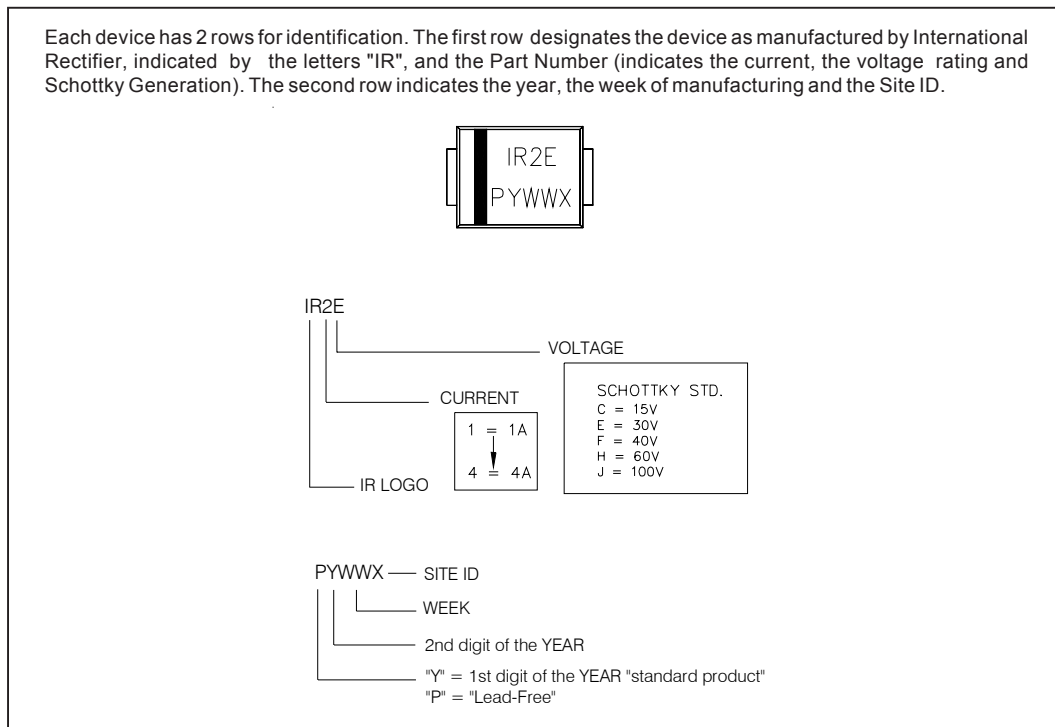 Each device has 2 rows for identification. The first row designates the device as manufactured by International
Rectifier, indicated by the letters "IR", and the Part Number (indicates the current, the voltage rating and
Schottky Generation). The second row indicates the year, the week of manufacturing and the Site ID.
IR2E
PYWWX
IR2E
VOLTAGE
SCHOTTKY STD.
C = 15V
E = 30V
F = 40V
H = 60V
J = 100V
CURRENT
1 = 1A
4 = 4A
IR LOGO
PYWWX
SITE ID
WEEK
2nd digit of the YEAR
"Y" = 1st digit of the YEAR "standard product"
"P" = "Lead-Free"